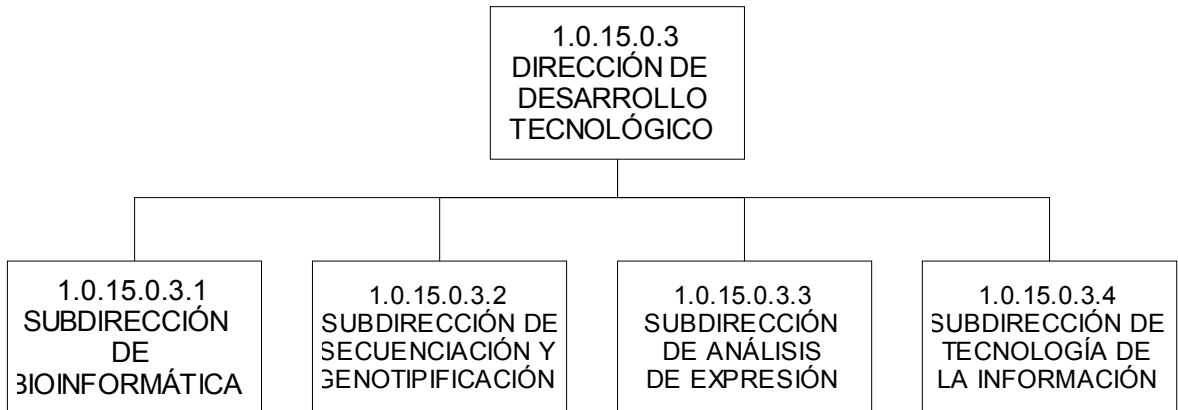 1.0.15.0.3
DIRECCIÓN DE
DESARROLLO
TECNOLÓGICO
1.0.15.0.3.1
SUBDIRECCIÓN
DE
BIOINFORMÁTICA
1.0.15.0.3.2
SUBDIRECCIÓN DE
SECUENCIACIÓN Y
GENOTIPIFICACIÓN
1.0.15.0.3.3
SUBDIRECCIÓN
DE ANÁLISIS
DE EXPRESIÓN
1.0.15.0.3.4
SUBDIRECCIÓN DE
TECNOLOGÍA DE
LA INFORMACIÓN